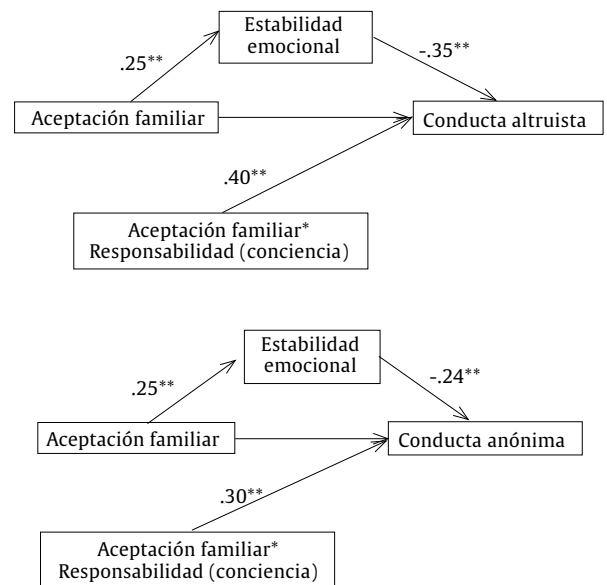 Estabilidad
emocional
.25**
-.35**
Aceptación familiar
Conducta altruista
.40**
Aceptación familiar*
Responsabilidad (conciencia)
Estabilidad
emocional
.25**
-.24**
Aceptación familiar
Conducta anónima
.30**
Aceptación familiar*
Responsabilidad (conciencia)